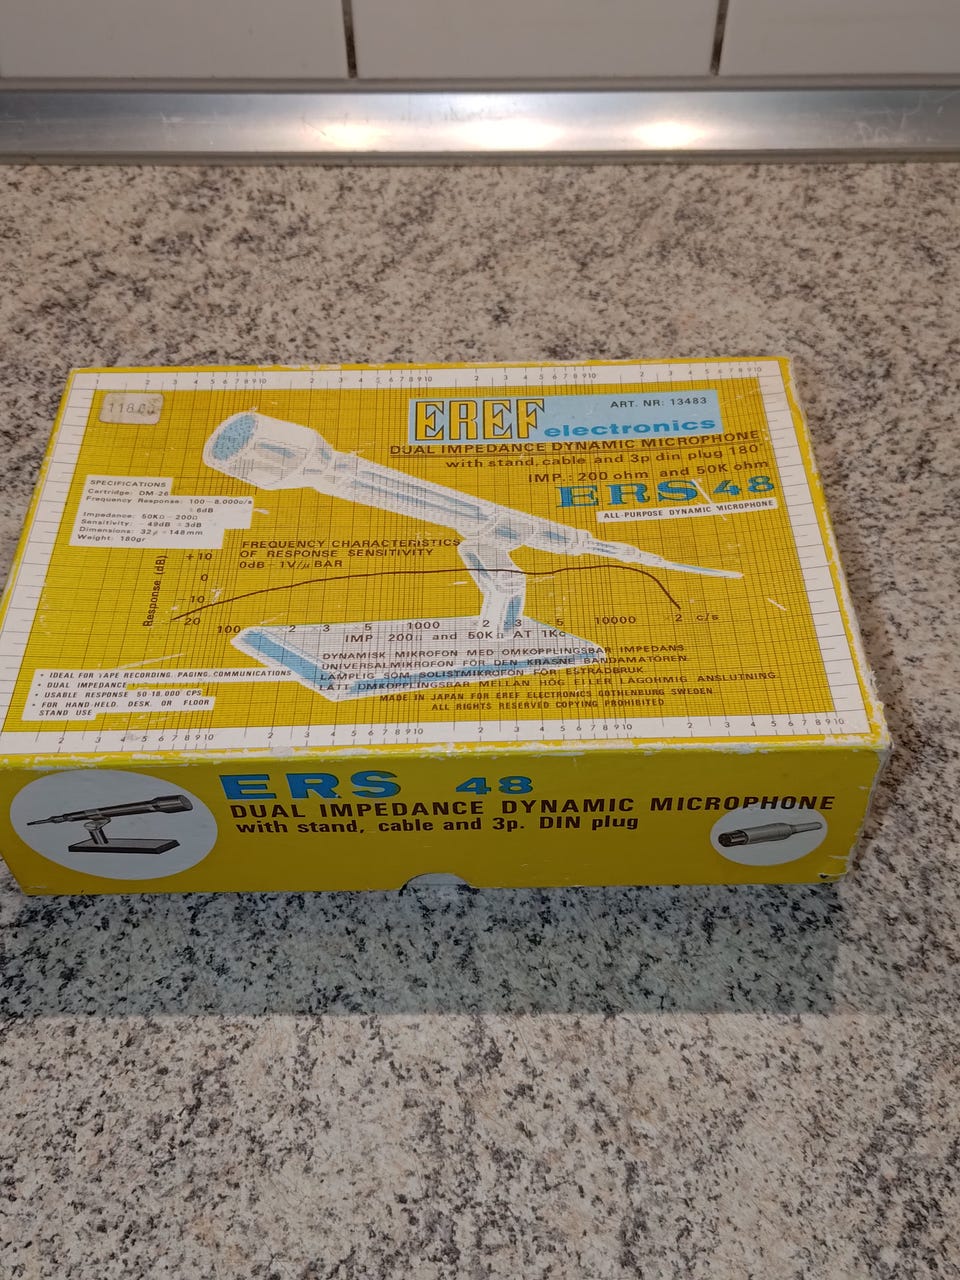 118.00
EREF electronics
ART. NR: 13483
DUAL IMPEDANCE DYNAMIC MICROPHONE
with stand, cable and 3p din plug 180°
IMP.: 200 ohm and 50K ohm
ERS 48
ALL-PURPOSE DYNAMIC MICROPHONE
SPECIFICATIONS
Cartridge: DM-26
Frequency Response: 100-8,000c/s
±6dB
Impedance: 50KΩ-200Ω
Sensitivity: -49dB ±3dB
Dimensions: 32φ×148mm
Weight: 180gr
FREQUENCY CHARACTERISTICS
OF RESPONSE SENSITIVITY
0dB-1V/μBAR
Response (dB)
+10
0
-10
-20
100 2 3 5 1000 2 3 5 10000 ×2 c/s
IMP 200Ω and 50KΩ AT 1Kc
DYNAMISK MIKROFON MED OMKOPPLINGSBAR IMPEDANS.
UNIVERSALMIKROFON FÖR DEN KRÄSNE BANDAMATÖREN.
LÄMPLIG SOM SOLISTMIKROFON FÖR ESTRADBRUK.
LÄTT OMKOPPLINGSBAR MELLAN HÖG ELLER LÅGOHMIG ANSLUTNING.
MADE IN JAPAN FOR EREF ELECTRONICS GOTHENBURG SWEDEN
ALL RIGHTS RESERVED COPYING PROHIBITED
• IDEAL FOR TAPE RECORDING, PAGING, COMMUNICATIONS
• DUAL IMPEDANCE
• USABLE RESPONSE 50-18.000 CPS
• FOR HAND-HELD, DESK, OR FLOOR
STAND USE
ERS 48
DUAL IMPEDANCE DYNAMIC MICROPHONE
with stand, cable and 3p. DIN plug